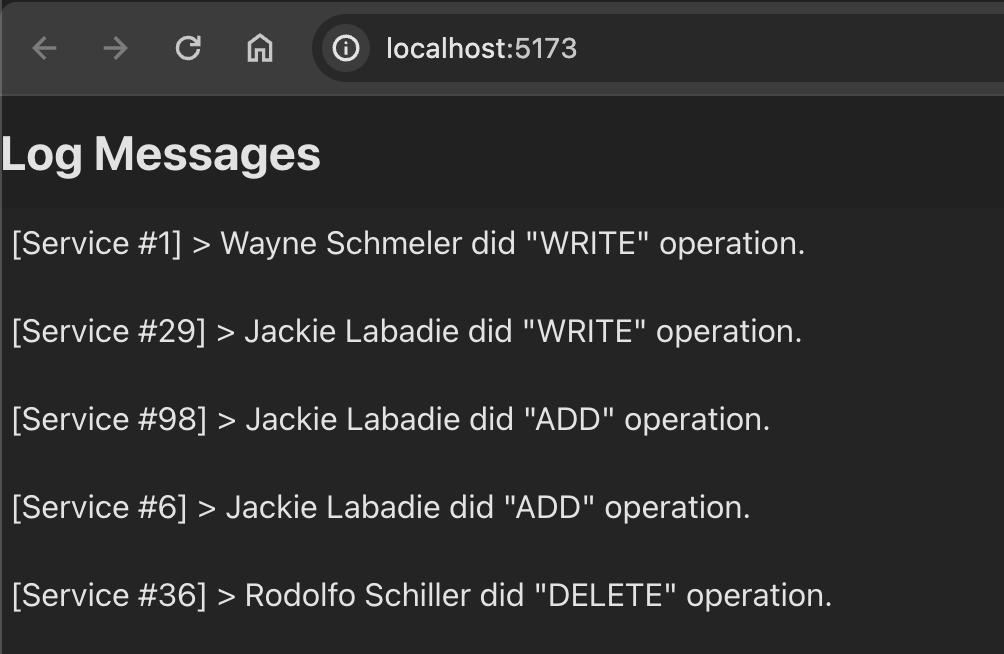 localhost:5173
Log Messages
[Service #1] > Wayne Schmeler did "WRITE" operation.
[Service #29] > Jackie Labadie did "WRITE" operation.
[Service #98] > Jackie Labadie did "ADD" operation.
[Service #6] > Jackie Labadie did "ADD" operation.
[Service #36] > Rodolfo Schiller did "DELETE" operation.